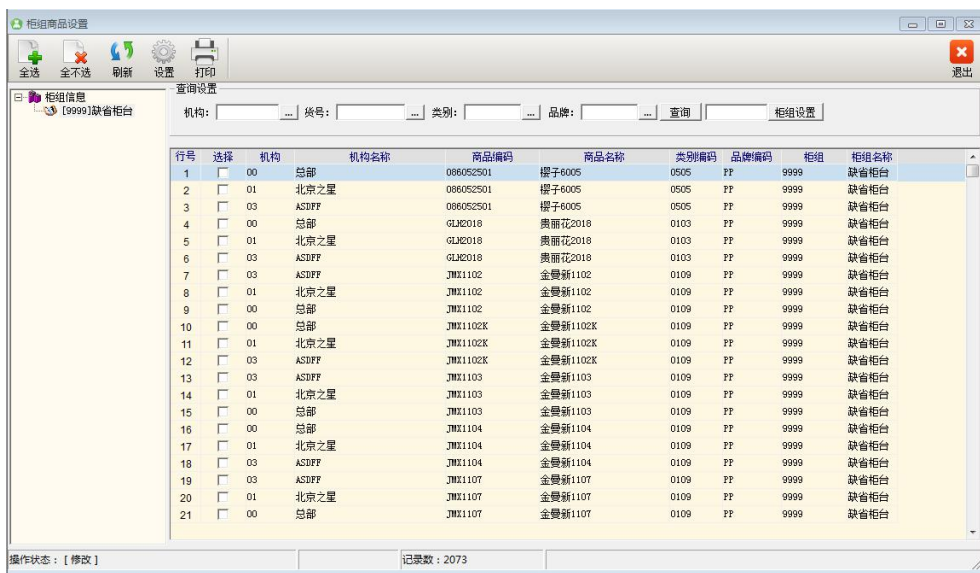 柜组商品设置
全选 全不选 刷新 设置 打印 退出
柜组信息
[9999]缺省柜台
查询设置
机构: ... 货号: ... 类别: ... 品牌: ... 查询 柜组设置
行号 选择 机构 机构名称 商品编码 商品名称 类别编码 品牌编码 柜组 柜组名称
1 00 总部 086052501 樱子6005 0505 PP 9999 缺省柜台
2 01 北京之星 086052501 樱子6005 0505 PP 9999 缺省柜台
3 03 ASDFF 086052501 樱子6005 0505 PP 9999 缺省柜台
4 00 总部 GLH2018 贵丽花2018 0103 PP 9999 缺省柜台
5 01 北京之星 GLH2018 贵丽花2018 0103 PP 9999 缺省柜台
6 03 ASDFF GLH2018 贵丽花2018 0103 PP 9999 缺省柜台
7 03 ASDFF JMX1102 金曼新1102 0109 PP 9999 缺省柜台
8 01 北京之星 JMX1102 金曼新1102 0109 PP 9999 缺省柜台
9 00 总部 JMX1102 金曼新1102 0109 PP 9999 缺省柜台
10 00 总部 JMX1102K 金曼新1102K 0109 PP 9999 缺省柜台
11 01 北京之星 JMX1102K 金曼新1102K 0109 PP 9999 缺省柜台
12 03 ASDFF JMX1102K 金曼新1102K 0109 PP 9999 缺省柜台
13 03 ASDFF JMX1103 金曼新1103 0109 PP 9999 缺省柜台
14 01 北京之星 JMX1103 金曼新1103 0109 PP 9999 缺省柜台
15 00 总部 JMX1103 金曼新1103 0109 PP 9999 缺省柜台
16 00 总部 JMX1104 金曼新1104 0109 PP 9999 缺省柜台
17 01 北京之星 JMX1104 金曼新1104 0109 PP 9999 缺省柜台
18 03 ASDFF JMX1104 金曼新1104 0109 PP 9999 缺省柜台
19 03 ASDFF JMX1107 金曼新1107 0109 PP 9999 缺省柜台
20 01 北京之星 JMX1107 金曼新1107 0109 PP 9999 缺省柜台
21 00 总部 JMX1107 金曼新1107 0109 PP 9999 缺省柜台
操作状态：[ 修改 ] 记录数：2073